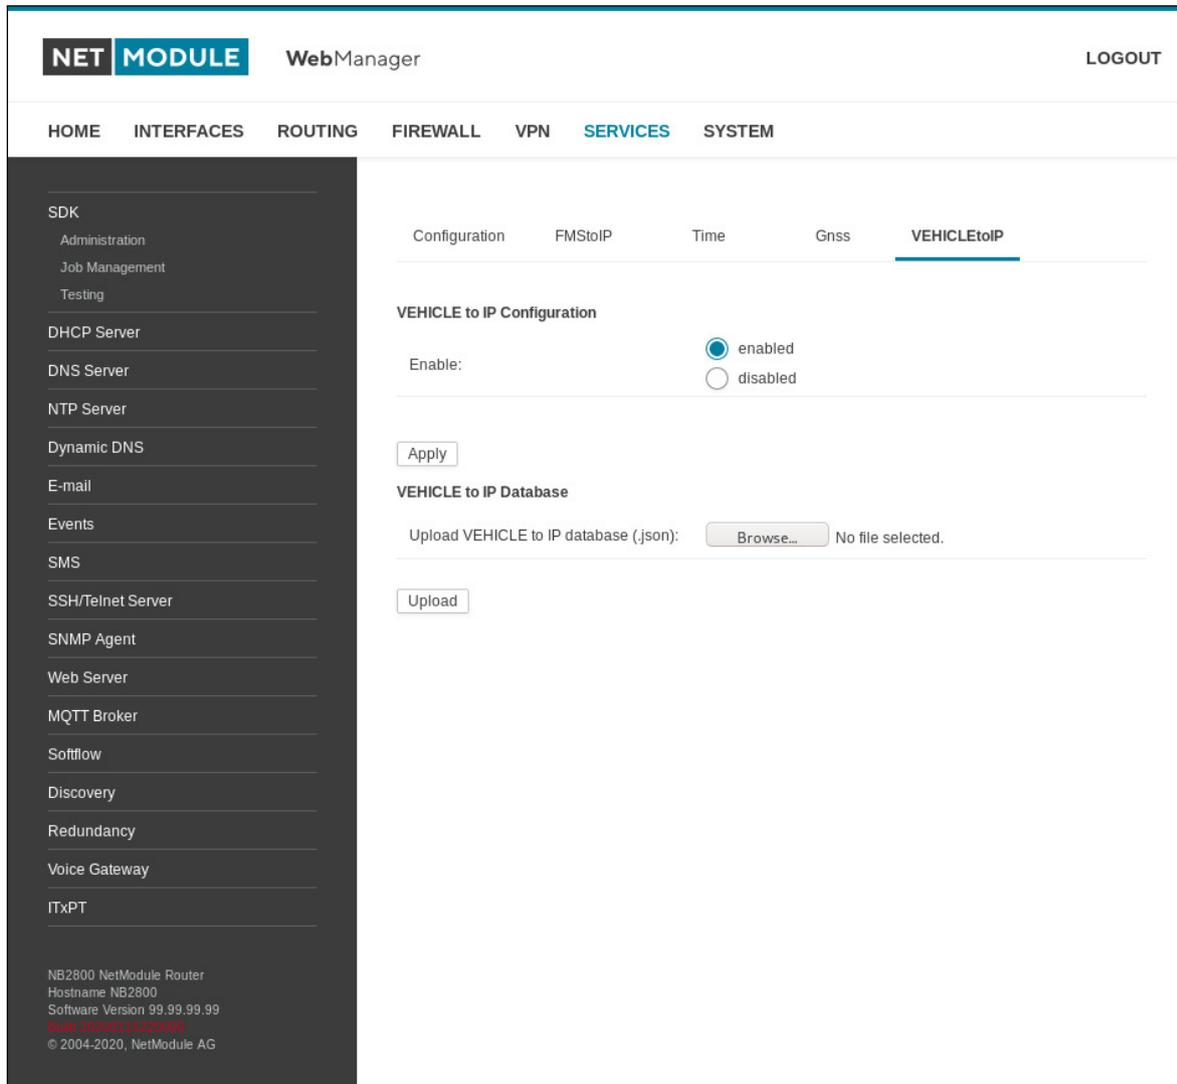 NET MODULE WebManager LOGOUT
HOME INTERFACES ROUTING FIREWALL VPN SERVICES SYSTEM
SDK
Administration
Job Management
Testing
DHCP Server
DNS Server
NTP Server
Dynamic DNS
E-mail
Events
SMS
SSH/Telnet Server
SNMP Agent
Web Server
MQTT Broker
Softflow
Discovery
Redundancy
Voice Gateway
ITxPT
NB2800 NetModule Router
Hostname NB2800
Software Version 99.99.99.99
Build
© 2004-2020, NetModule AG
Configuration FMStoIP Time Gnss VEHICLEtoIP
VEHICLE to IP Configuration
Enable:
enabled
disabled
Apply
VEHICLE to IP Database
Upload VEHICLE to IP database (.json): Browse... No file selected.
Upload